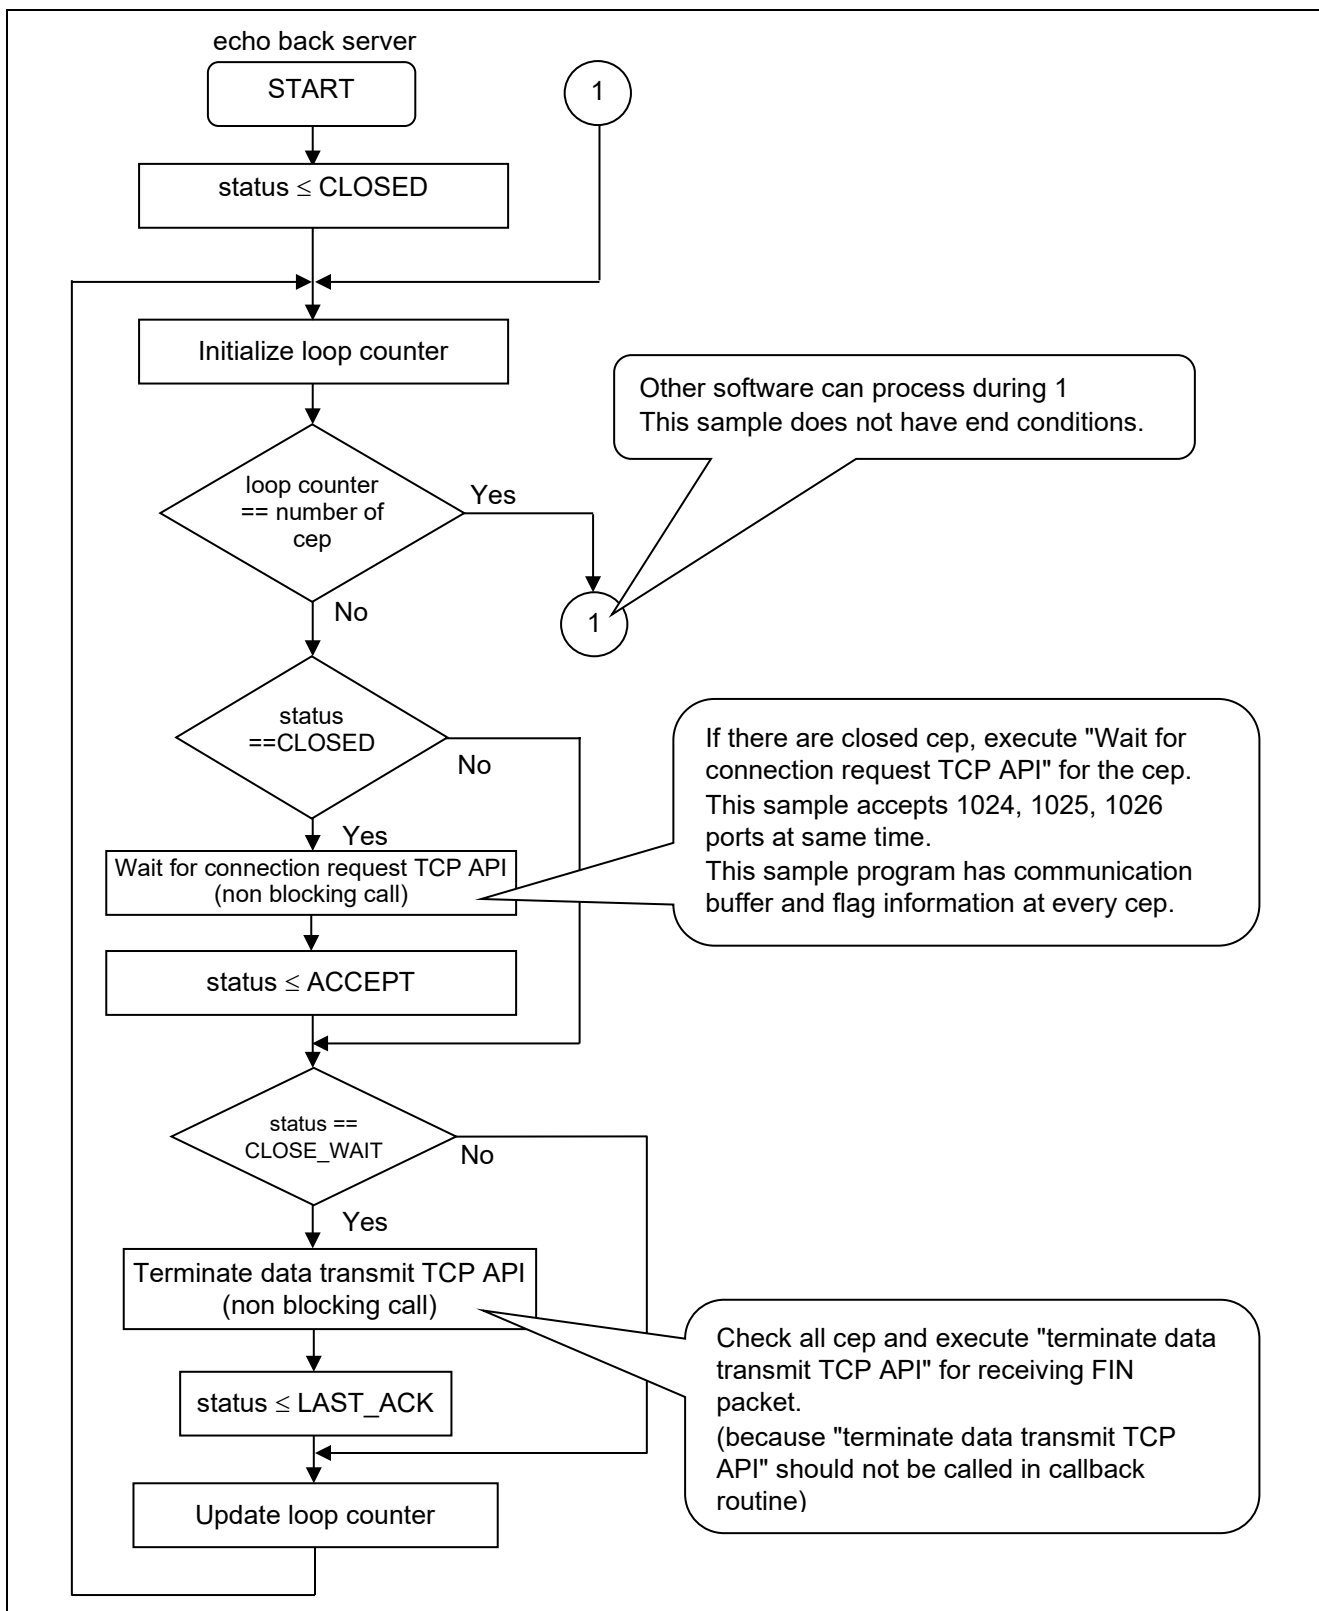 echo back server
START
1
status ≤ CLOSED
Initialize loop counter
Other software can process during 1
This sample does not have end conditions.
loop counter
== number of
cep
Yes
No
1
status
==CLOSED
No
Yes
If there are closed cep, execute "Wait for
connection request TCP API" for the cep.
This sample accepts 1024, 1025, 1026
ports at same time.
This sample program has communication
buffer and flag information at every cep.
Wait for connection request TCP API
(non blocking call)
status ≤ ACCEPT
status ==
CLOSE_WAIT
No
Yes
Terminate data transmit TCP API
(non blocking call)
Check all cep and execute "terminate data
transmit TCP API" for receiving FIN
packet.
(because "terminate data transmit TCP
API" should not be called in callback
routine)
status ≤ LAST_ACK
Update loop counter